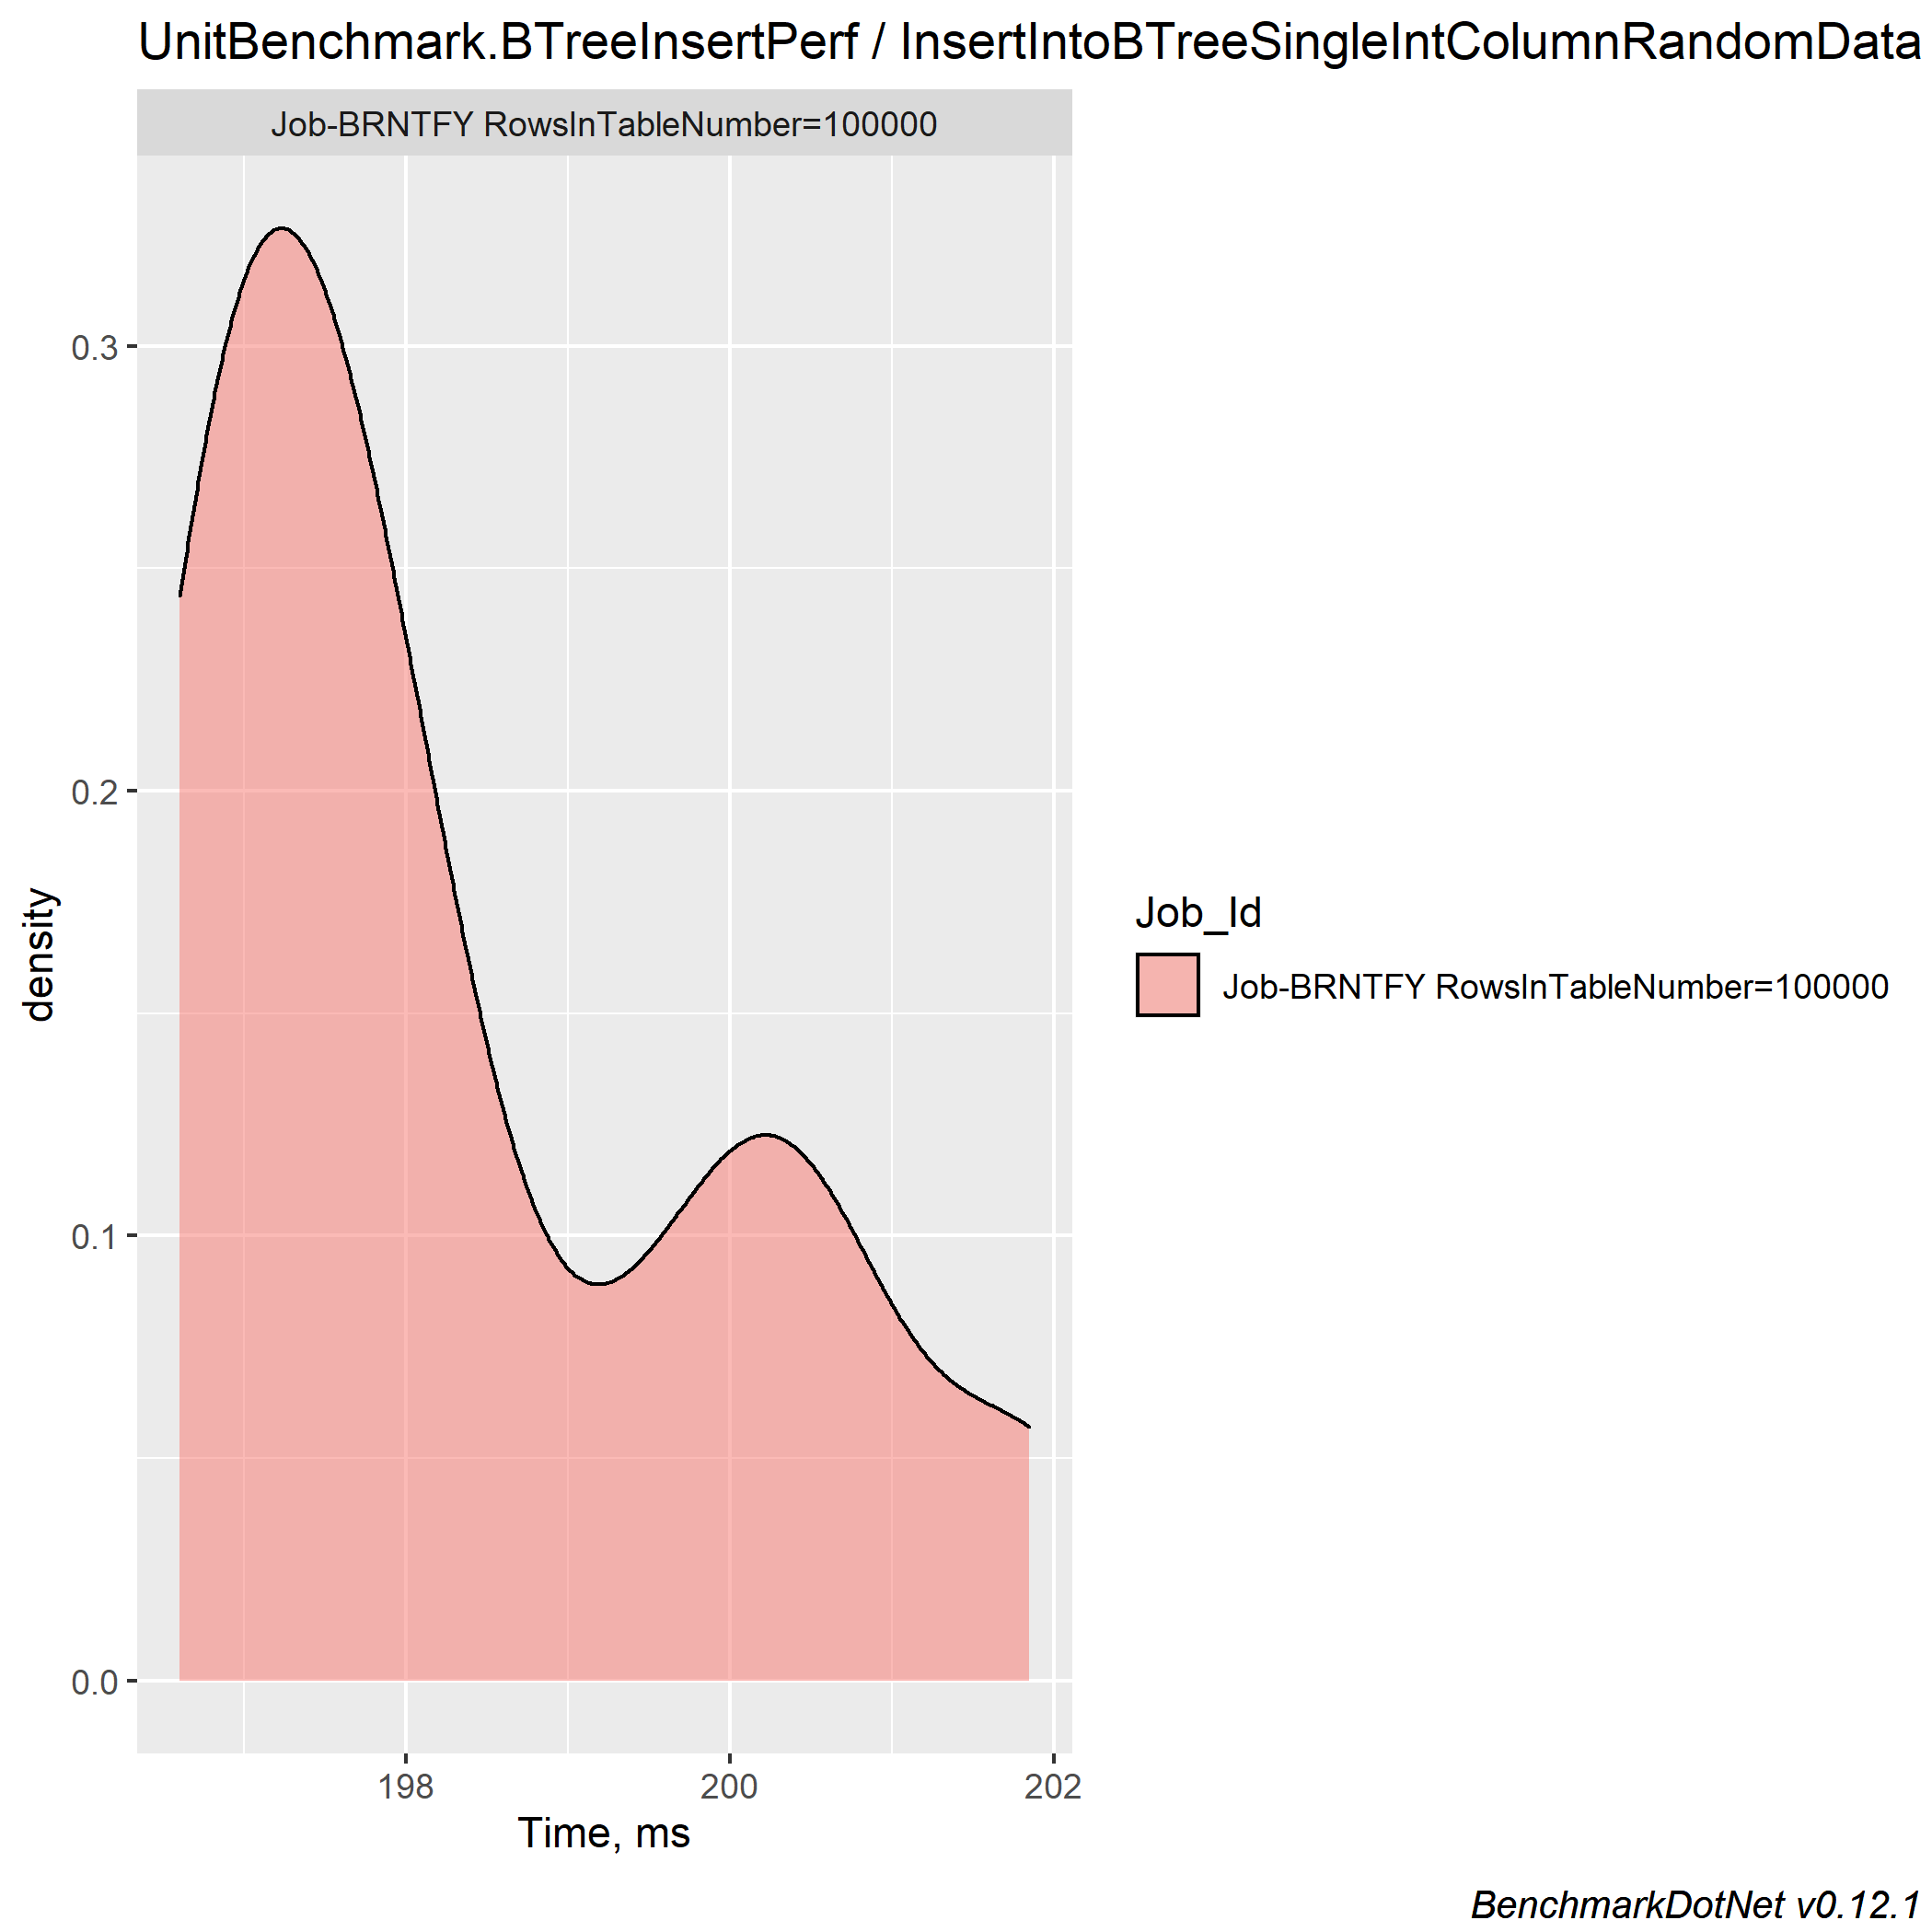 UnitBenchmark.BTreeInsertPerf / InsertIntoBTreeSingleIntColumnRandomData
Job-BRNTFY RowsInTableNumber=100000
0.3
0.2
0.1
0.0
density
198 200 202
Time, ms
Job_Id
Job-BRNTFY RowsInTableNumber=100000
BenchmarkDotNet v0.12.1